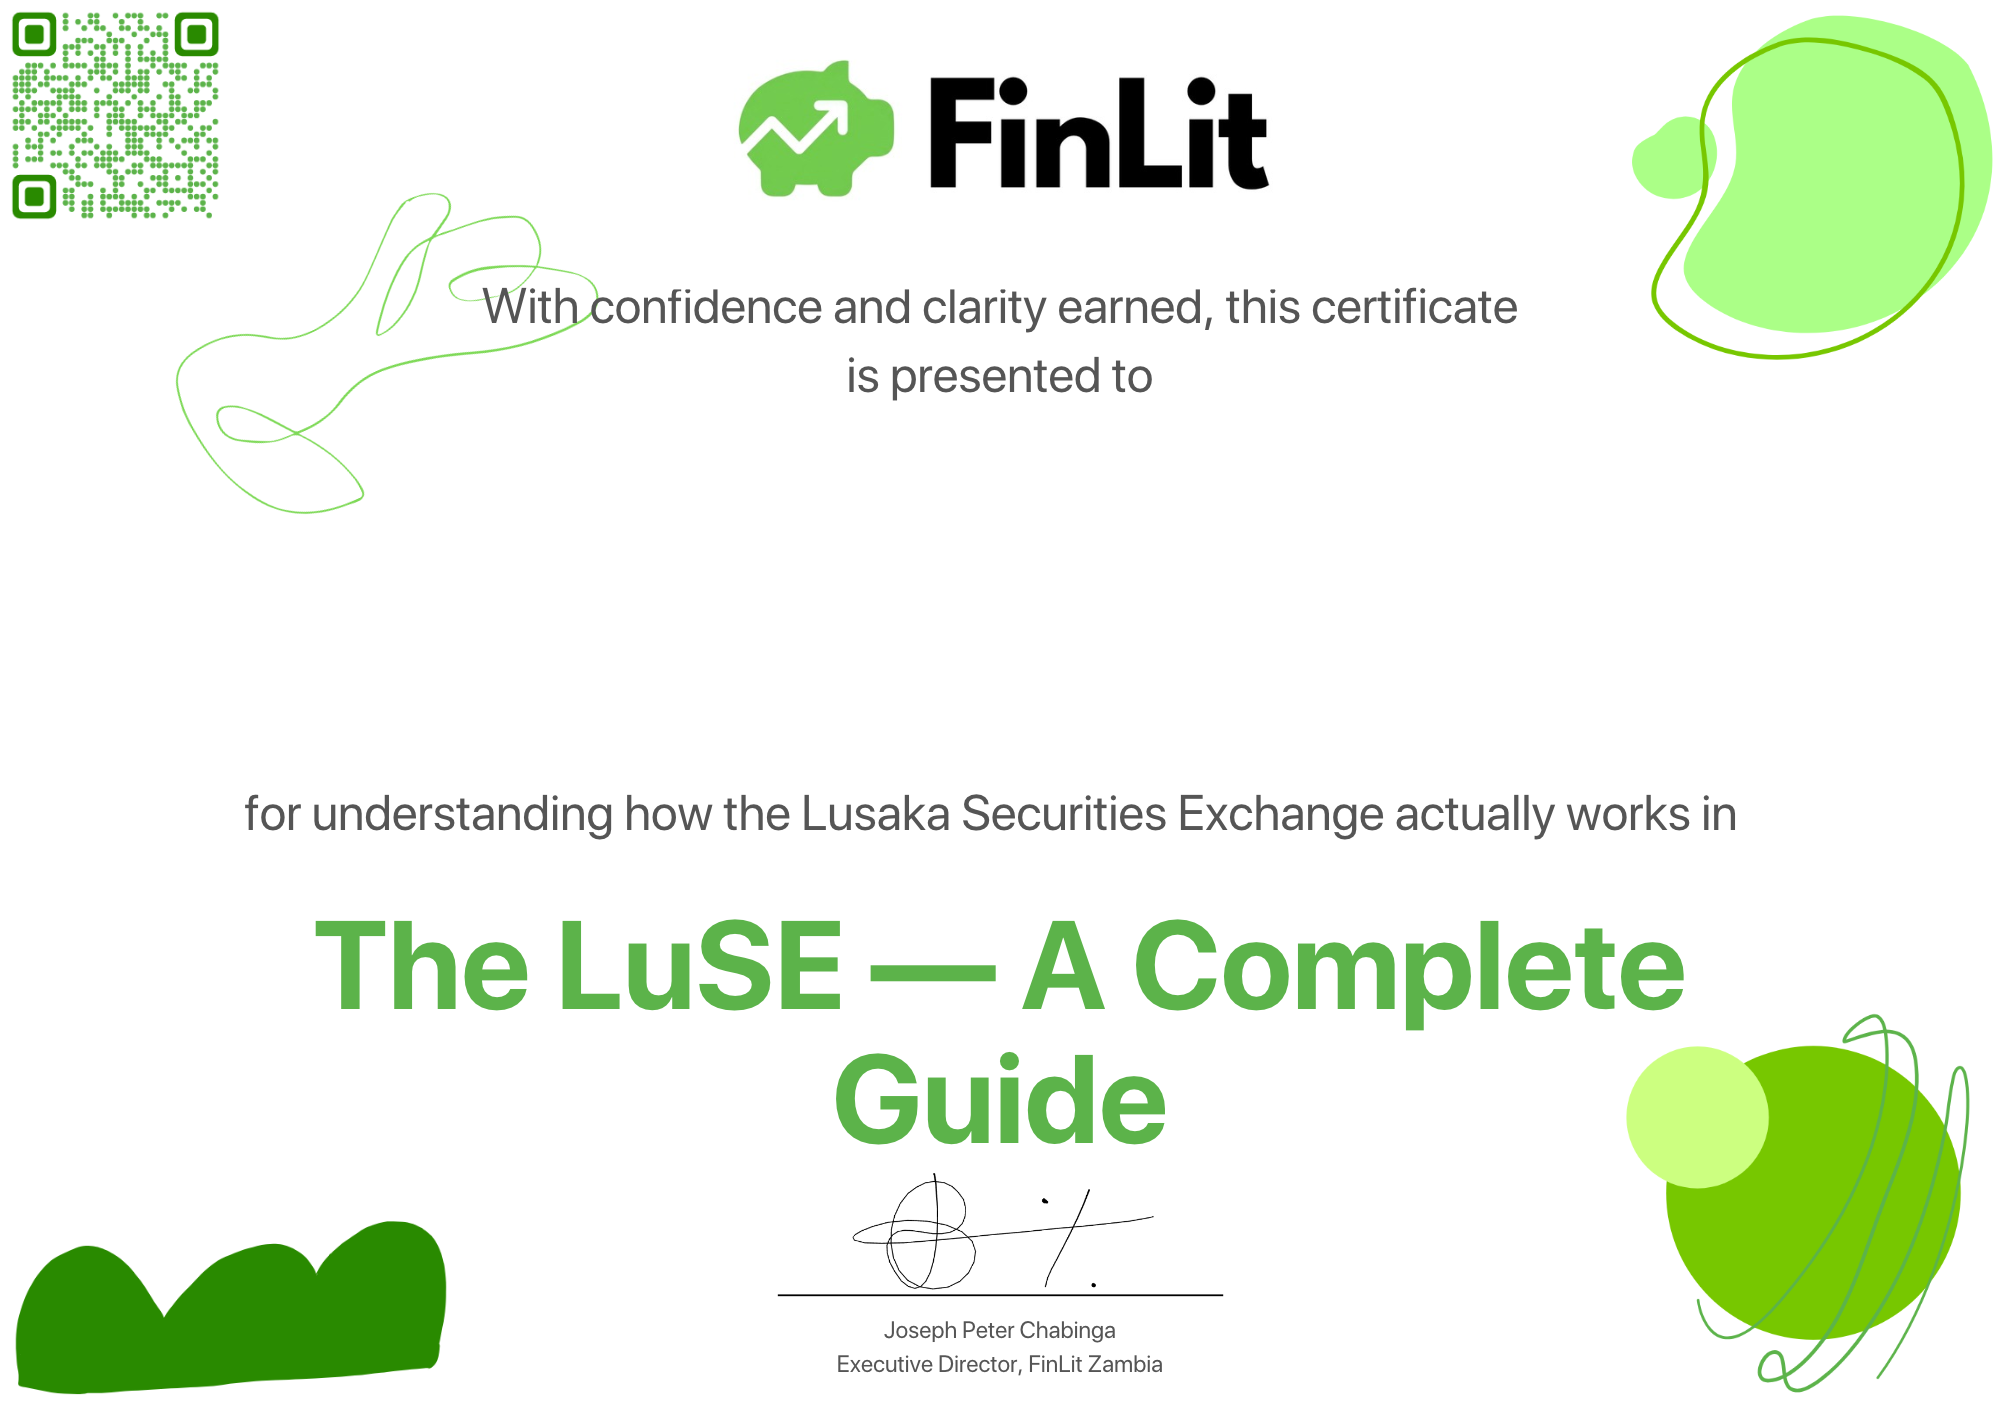 FinLit
With confidence and clarity earned, this certificate
is presented to
for understanding how the Lusaka Securities Exchange actually works in
The LuSE — A Complete
Guide
Joseph Peter Chabinga
Executive Director, FinLit Zambia